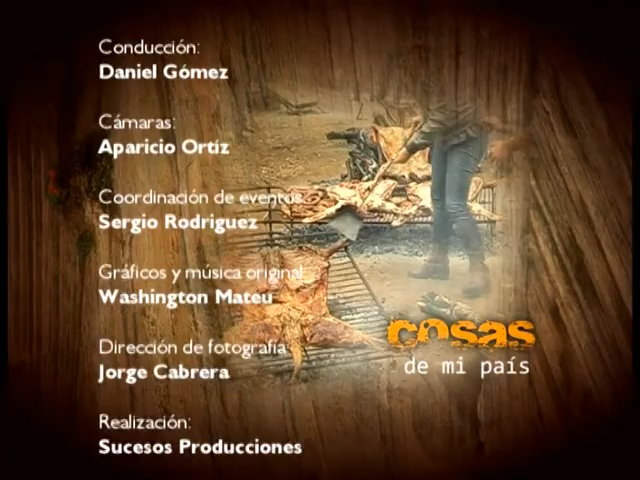 Conducción:
Daniel Gómez
Cámaras:
Aparicio Ortíz
Coordinación de eventos:
Sergio Rodriguez
Gráficos y música original:
Washington Mateu
Dirección de fotografía
Jorge Cabrera
Realización:
Sucesos Producciones
cosas
de mi país